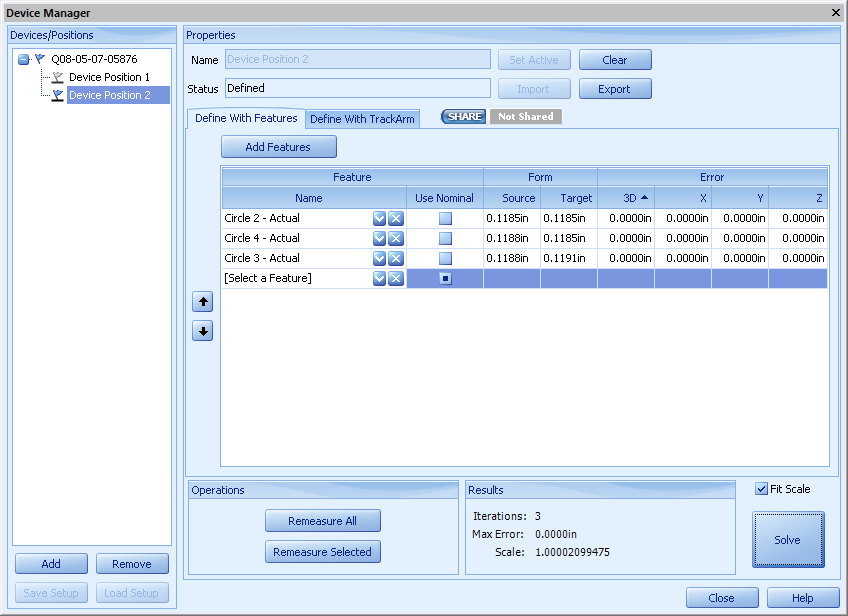 Device Manager
Devices/Positions
Q08-05-07-05876
Device Position 1
Device Position 2
Add Remove
Save Setup Load Setup
Properties
Name Device Position 2 Set Active Clear
Status Defined Import Export
Define With Features Define With TrackArm SHARE Not Shared
Add Features
Feature Form Error
Name Use Nominal Source Target 3D X Y Z
Circle 2 - Actual 0.1185in 0.1185in 0.0000in 0.0000in 0.0000in 0.0000in
Circle 4 - Actual 0.1188in 0.1185in 0.0000in 0.0000in 0.0000in 0.0000in
Circle 3 - Actual 0.1188in 0.1191in 0.0000in 0.0000in 0.0000in 0.0000in
[Select a Feature]
Operations
Remeasure All
Remeasure Selected
Results
Iterations: 3
Max Error: 0.0000in
Scale: 1.00002099475
Fit Scale
Solve
Close Help